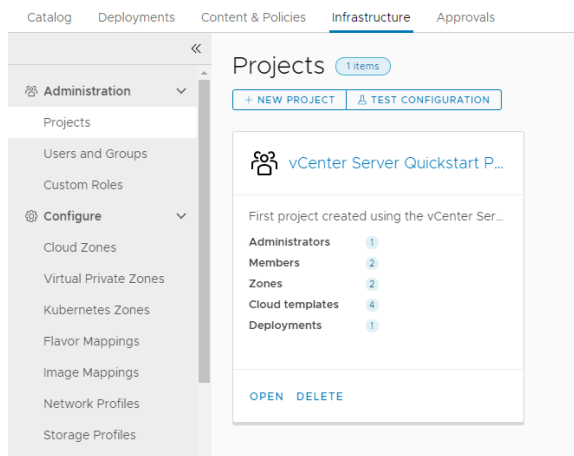 Catalog Deployments Content & Policies Infrastructure Approvals
«
Administration
Projects
Users and Groups
Custom Roles
Configure
Cloud Zones
Virtual Private Zones
Kubernetes Zones
Flavor Mappings
Image Mappings
Network Profiles
Storage Profiles
Projects 1 items
+ NEW PROJECT TEST CONFIGURATION
vCenter Server Quickstart P...
First project created using the vCenter Ser...
Administrators 1
Members 2
Zones 2
Cloud templates 4
Deployments 1
OPEN DELETE